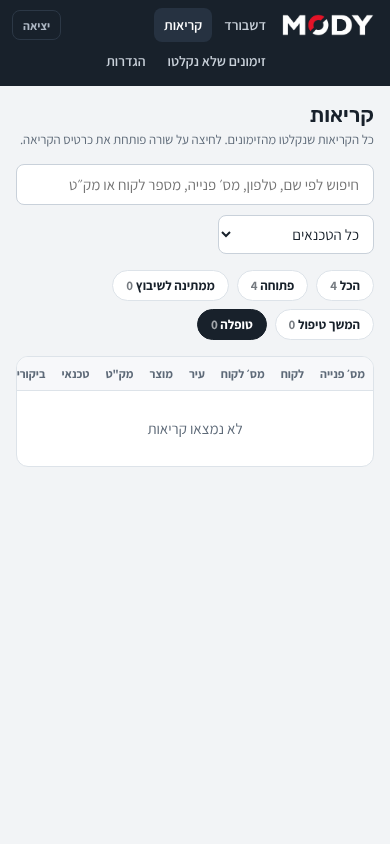 MODY
דשבורד
קריאות
יציאה
זימונים שלא נקלטו
הגדרות
קריאות
כל הקריאות שנקלטו מהזימונים. לחיצה על שורה פותחת את כרטיס הקריאה.
חיפוש לפי שם, טלפון, מס׳ פנייה, מספר לקוח או מק״ט
כל הטכנאים
הכל 4
פתוחה 4
ממתינה לשיבוץ 0
המשך טיפול 0
טופלה 0
מס׳ פנייה לקוח מס׳ לקוח עיר מוצר מק"ט טכנאי ביקורי
לא נמצאו קריאות